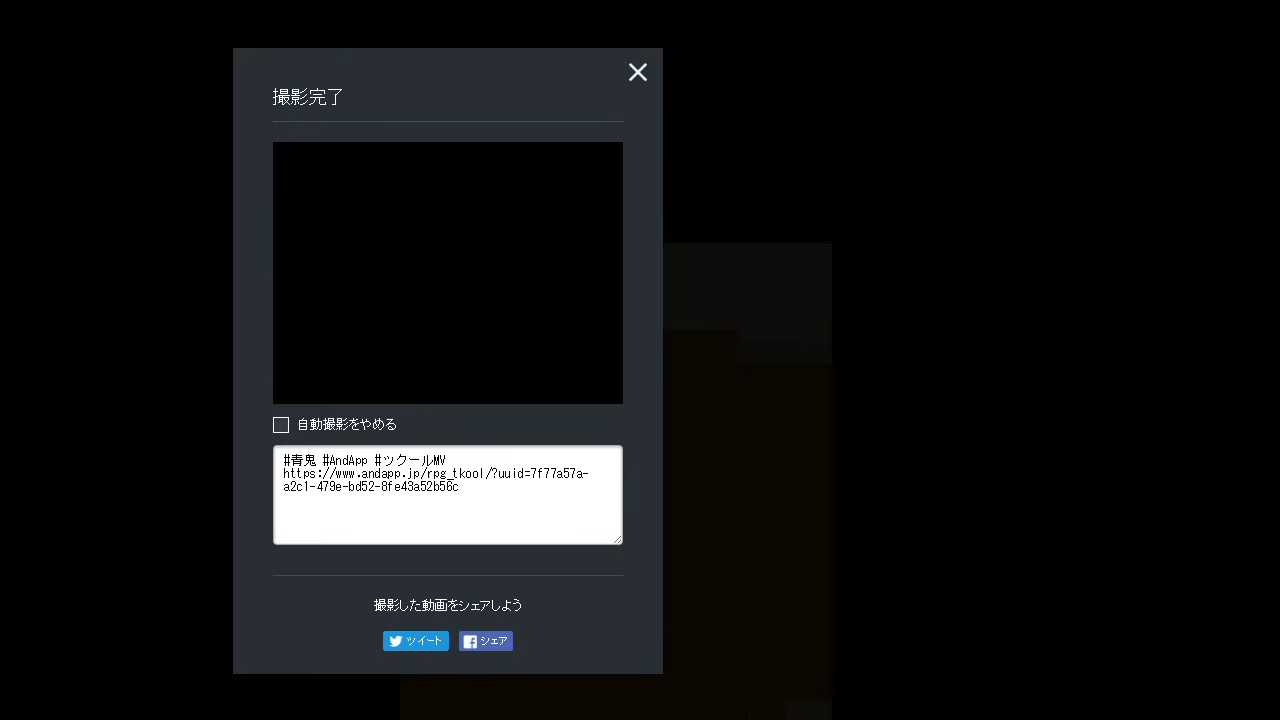 撮影完了
自動撮影をやめる
#青鬼 #AndApp #ツクールMV
https://www.andapp.jp/rpg_tkool/?uuid=7f77a57a-
a2c1-479e-bd52-8fe43a52b56c
撮影した動画をシェアしよう
ツイート シェア